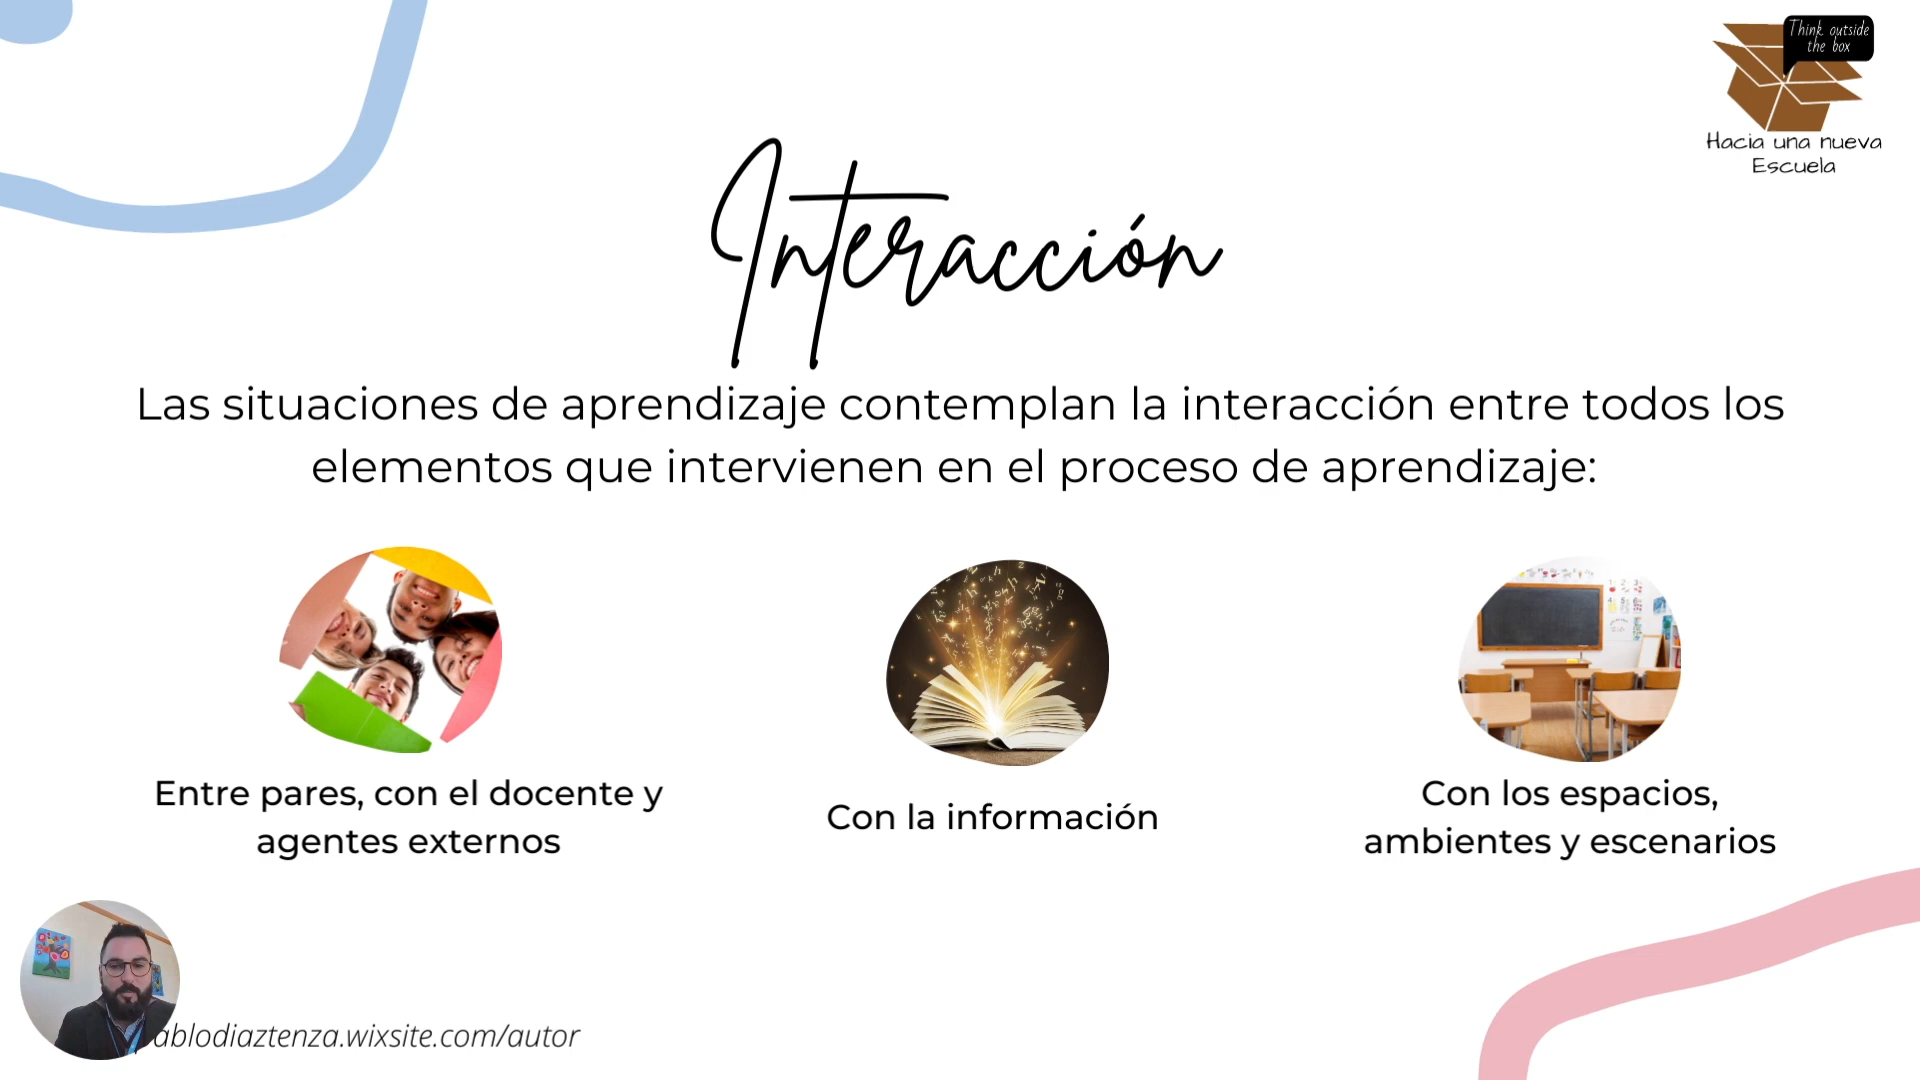 Think outside
the box
Hacia una nueva
Escuela
Interacción
Las situaciones de aprendizaje contemplan la interacción entre todos los
elementos que intervienen en el proceso de aprendizaje:
Entre pares, con el docente y
agentes externos
Con la información
Con los espacios,
ambientes y escenarios
ablodiaztenza.wixsite.com/autor